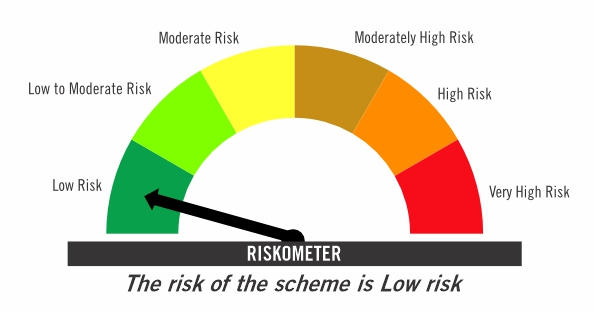 Moderate Risk
Moderately High Risk
Low to Moderate Risk
High Risk
Low Risk
Very High Risk
RISKOMETER
The risk of the scheme is Low risk